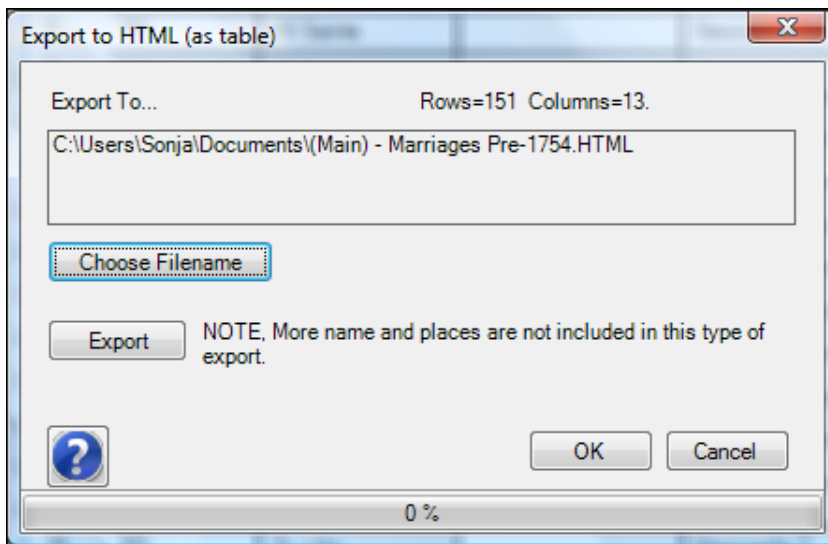 Export to HTML (as table)
Export To... Rows=151 Columns=13.
C:\Users\Sonja\Documents\(Main) - Marriages Pre-1754.HTML
Choose Filename
Export
NOTE, More name and places are not included in this type of
export.
?
OK Cancel
0 %